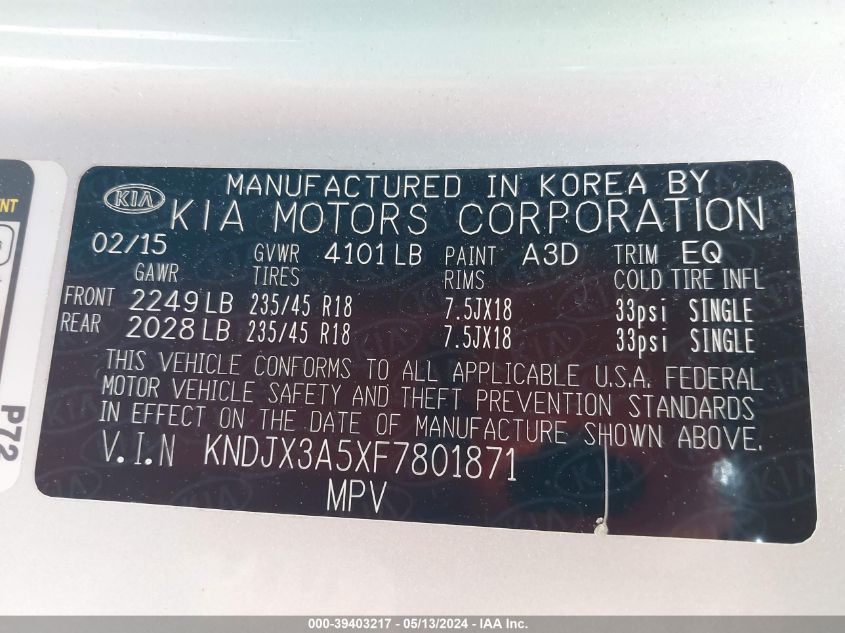 MANUFACTURED IN KOREA BY
KIA KIA MOTORS CORPORATION
02/15 GVWR 4101 LB PAINT A3D TRIM EQ
GAWR TIRES RIMS COLD TIRE INFL
FRONT 2249 LB 235/45 R18 7.5JX18 33psi SINGLE
REAR 2028 LB 235/45 R18 7.5JX18 33psi SINGLE
THIS VEHICLE CONFORMS TO ALL APPLICABLE U.S.A. FEDERAL
MOTOR VEHICLE SAFETY AND THEFT PREVENTION STANDARDS
IN EFFECT ON THE DATE OF MANUFACTURE SHOWN ABOVE.
V.I.N KNDJX3A5XF7801871
MPV
P72
000-39403217 - 05/13/2024 - IAA Inc.